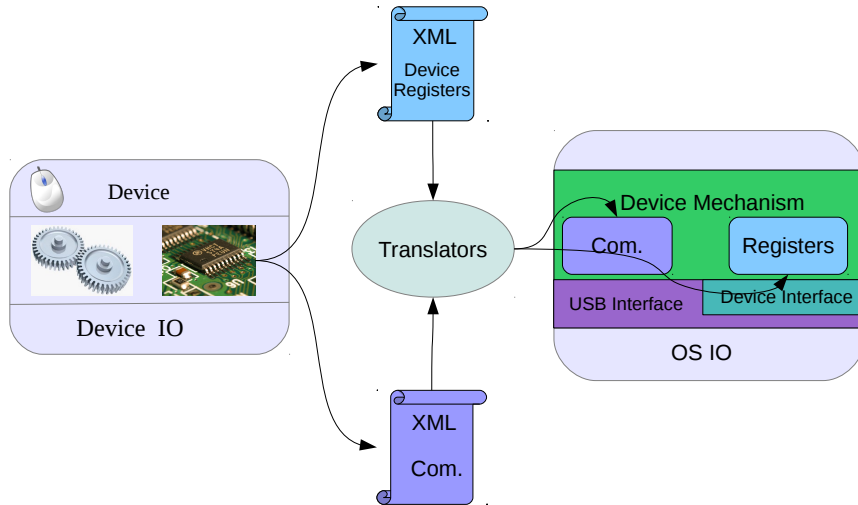 XML
Device
Registers
Device
Device IO
Translators
Device Mechanism
Com.
Registers
USB Interface
Device Interface
OS IO
XML
Com.